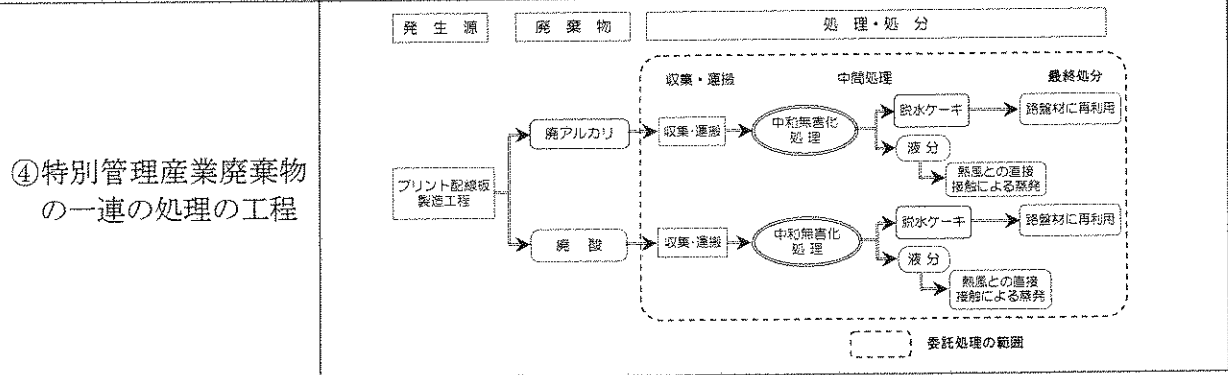 ④特別管理産業廃棄物
の一連の処理の工程
発生源
廃棄物
処理・処分
収集・運搬
中間処理
最終処分
プリント配線板
製造工程
廃アルカリ
収集・運搬
中和無害化
処理
脱水ケーキ
路盤材に再利用
液分
熱風との直接
接触による蒸発
廃酸
収集・運搬
中和無害化
処理
脱水ケーキ
路盤材に再利用
液分
熱風との直接
接触による蒸発
委託処理の範囲